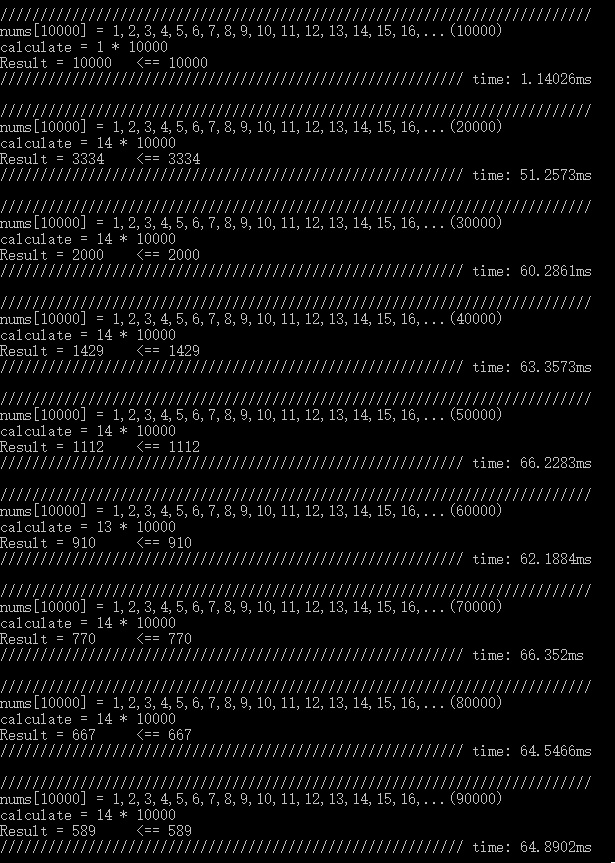 //////////////////////////////////////////////////////////////////////////
nums[10000] = 1,2,3,4,5,6,7,8,9,10,11,12,13,14,15,16,...(10000)
calculate = 1 * 10000
Result = 10000   <== 10000
////////////////////////////////////////////////////////// time: 1.14026ms
//////////////////////////////////////////////////////////////////////////
nums[10000] = 1,2,3,4,5,6,7,8,9,10,11,12,13,14,15,16,...(20000)
calculate = 14 * 10000
Result = 3334    <== 3334
////////////////////////////////////////////////////////// time: 51.2573ms
//////////////////////////////////////////////////////////////////////////
nums[10000] = 1,2,3,4,5,6,7,8,9,10,11,12,13,14,15,16,...(30000)
calculate = 14 * 10000
Result = 2000    <== 2000
////////////////////////////////////////////////////////// time: 60.2861ms
//////////////////////////////////////////////////////////////////////////
nums[10000] = 1,2,3,4,5,6,7,8,9,10,11,12,13,14,15,16,...(40000)
calculate = 14 * 10000
Result = 1429    <== 1429
////////////////////////////////////////////////////////// time: 63.3573ms
//////////////////////////////////////////////////////////////////////////
nums[10000] = 1,2,3,4,5,6,7,8,9,10,11,12,13,14,15,16,...(50000)
calculate = 14 * 10000
Result = 1112    <== 1112
////////////////////////////////////////////////////////// time: 66.2283ms
//////////////////////////////////////////////////////////////////////////
nums[10000] = 1,2,3,4,5,6,7,8,9,10,11,12,13,14,15,16,...(60000)
calculate = 13 * 10000
Result = 910     <== 910
////////////////////////////////////////////////////////// time: 62.1884ms
//////////////////////////////////////////////////////////////////////////
nums[10000] = 1,2,3,4,5,6,7,8,9,10,11,12,13,14,15,16,...(70000)
calculate = 14 * 10000
Result = 770     <== 770
////////////////////////////////////////////////////////// time: 66.352ms
//////////////////////////////////////////////////////////////////////////
nums[10000] = 1,2,3,4,5,6,7,8,9,10,11,12,13,14,15,16,...(80000)
calculate = 14 * 10000
Result = 667     <== 667
////////////////////////////////////////////////////////// time: 64.5466ms
//////////////////////////////////////////////////////////////////////////
nums[10000] = 1,2,3,4,5,6,7,8,9,10,11,12,13,14,15,16,...(90000)
calculate = 14 * 10000
Result = 589     <== 589
////////////////////////////////////////////////////////// time: 64.8902ms